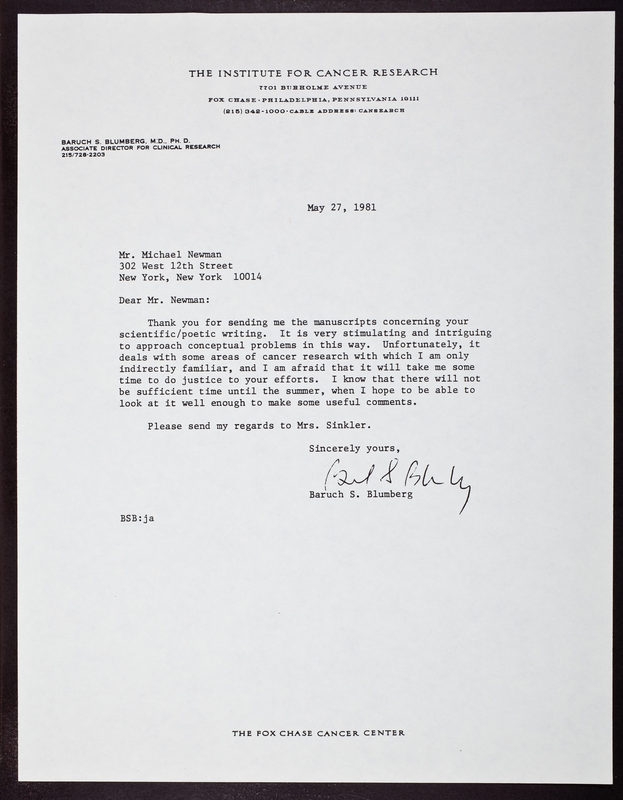 THE INSTITUTE FOR CANCER RESEARCH
7701 BURHOLME AVENUE
FOX CHASE · PHILADELPHIA, PENNSYLVANIA 19111
(215) 342-1000 · CABLE ADDRESS: CANSEARCH
BARUCH S. BLUMBERG, M.D., PH. D.
ASSOCIATE DIRECTOR FOR CLINICAL RESEARCH
215/728-2203
May 27, 1981
Mr. Michael Newman
302 West 12th Street
New York, New York  10014
Dear Mr. Newman:
Thank you for sending me the manuscripts concerning your
scientific/poetic writing.  It is very stimulating and intriguing
to approach conceptual problems in this way.  Unfortunately, it
deals with some areas of cancer research with which I am only
indirectly familiar, and I am afraid that it will take me some
time to do justice to your efforts.  I know that there will not
be sufficient time until the summer, when I hope to be able to
look at it well enough to make some useful comments.
Please send my regards to Mrs. Sinkler.
Sincerely yours,
Baruch S. Blumberg
BSB:ja
THE FOX CHASE CANCER CENTER